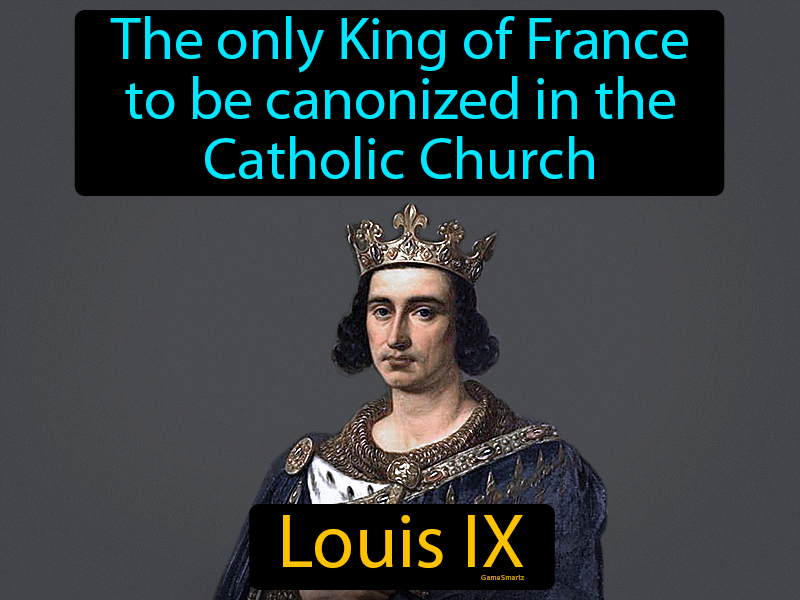 The only King of France
to be canonized in the
Catholic Church
Louis IX
GameSmartz